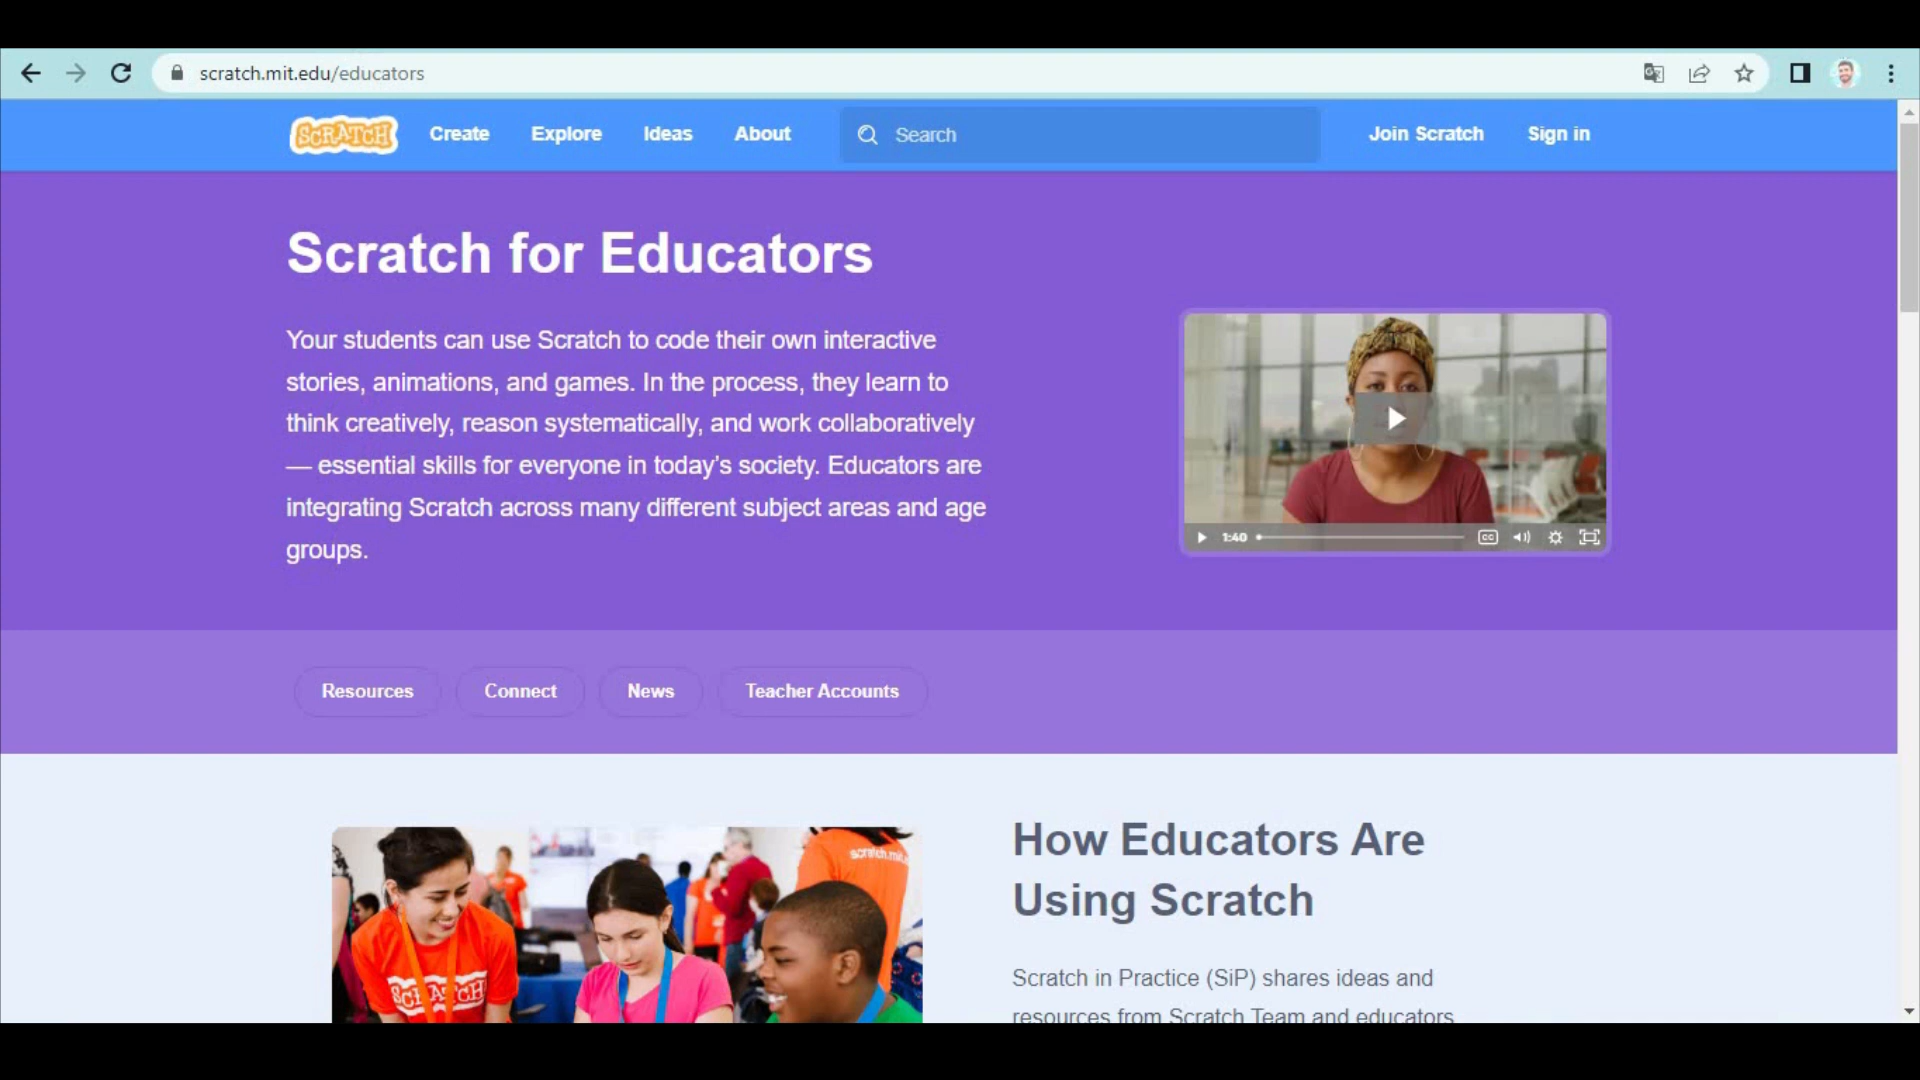 scratch.mit.edu/educators
SCRATCH
Create
Explore
Ideas
About
Search
Join Scratch
Sign in
Scratch for Educators
Your students can use Scratch to code their own interactive
stories, animations, and games. In the process, they learn to
think creatively, reason systematically, and work collaboratively
— essential skills for everyone in today's society. Educators are
integrating Scratch across many different subject areas and age
groups.
1:40
CC
Resources
Connect
News
Teacher Accounts
How Educators Are
Using Scratch
scratch.mi
SCRATCH
Scratch in Practice (SiP) shares ideas and
resources from Scratch Team and educators